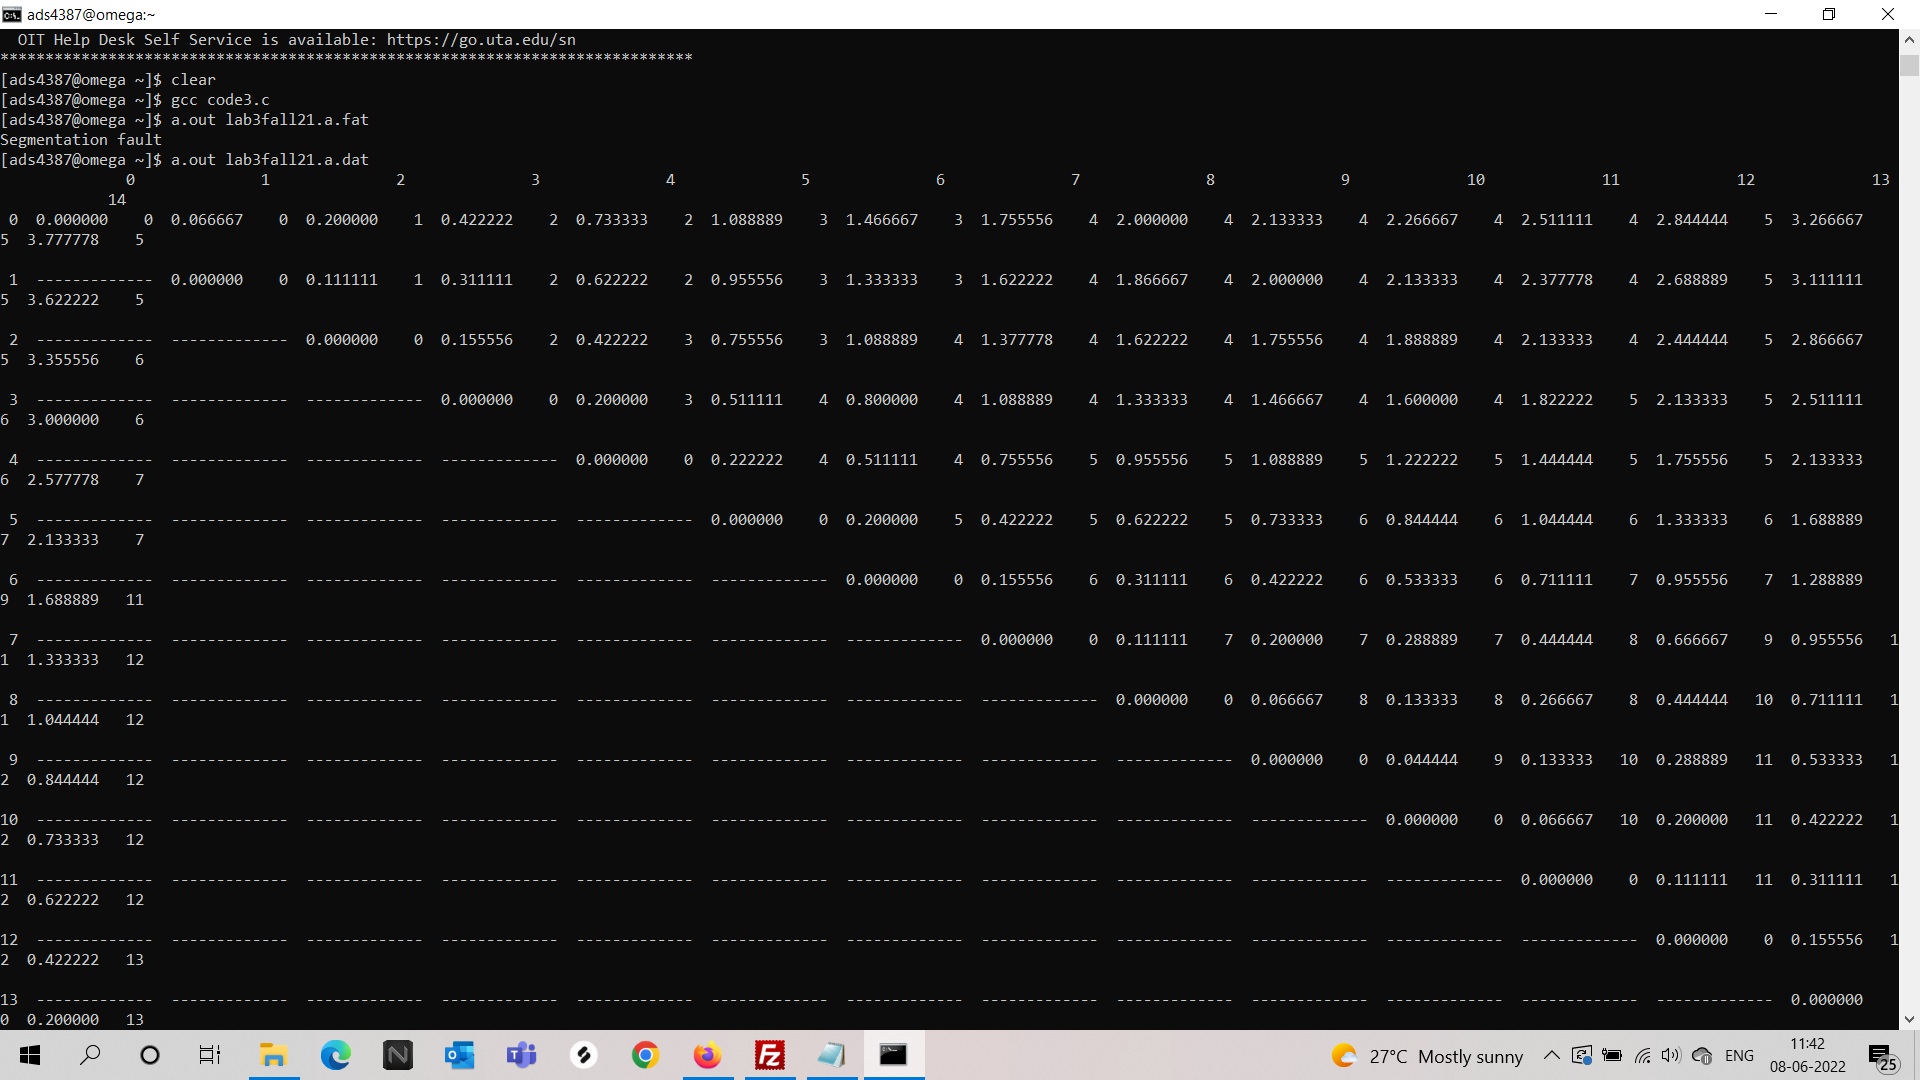 ads4387@omega:~
OIT Help Desk Self Service is available: https://go.uta.edu/sn
*****************************************************************************
[ads4387@omega ~]$ clear
[ads4387@omega ~]$ gcc code3.c
[ads4387@omega ~]$ a.out lab3fall21.a.fat
Segmentation fault
[ads4387@omega ~]$ a.out lab3fall21.a.dat
0 1 2 3 4 5 6 7 8 9 10 11 12 13
14
0 0.000000 0 0.066667 0 0.200000 1 0.422222 2 0.733333 2 1.088889 3 1.466667 3 1.755556 4 2.000000 4 2.133333 4 2.266667 4 2.511111 4 2.844444 5 3.266667
5 3.777778 5
1 ------------- 0.000000 0 0.111111 1 0.311111 2 0.622222 2 0.955556 3 1.333333 3 1.622222 4 1.866667 4 2.000000 4 2.133333 4 2.377778 4 2.688889 5 3.111111
5 3.622222 5
2 ------------- ------------- 0.000000 0 0.155556 2 0.422222 3 0.755556 3 1.088889 4 1.377778 4 1.622222 4 1.755556 4 1.888889 4 2.133333 4 2.444444 5 2.866667
5 3.355556 6
3 ------------- ------------- ------------- 0.000000 0 0.200000 3 0.511111 4 0.800000 4 1.088889 4 1.333333 4 1.466667 4 1.600000 4 1.822222 5 2.133333 5 2.511111
6 3.000000 6
4 ------------- ------------- ------------- ------------- 0.000000 0 0.222222 4 0.511111 4 0.755556 5 0.955556 5 1.088889 5 1.222222 5 1.444444 5 1.755556 5 2.133333
6 2.577778 7
5 ------------- ------------- ------------- ------------- ------------- 0.000000 0 0.200000 5 0.422222 5 0.622222 5 0.733333 6 0.844444 6 1.044444 6 1.333333 6 1.688889
7 2.133333 7
6 ------------- ------------- ------------- ------------- ------------- ------------- 0.000000 0 0.155556 6 0.311111 6 0.422222 6 0.533333 6 0.711111 7 0.955556 7 1.288889
9 1.688889 11
7 ------------- ------------- ------------- ------------- ------------- ------------- ------------- 0.000000 0 0.111111 7 0.200000 7 0.288889 7 0.444444 8 0.666667 9 0.955556 1
1 1.333333 12
8 ------------- ------------- ------------- ------------- ------------- ------------- ------------- ------------- 0.000000 0 0.066667 8 0.133333 8 0.266667 8 0.444444 10 0.711111 1
1 1.044444 12
9 ------------- ------------- ------------- ------------- ------------- ------------- ------------- ------------- ------------- 0.000000 0 0.044444 9 0.133333 10 0.288889 11 0.533333 1
2 0.844444 12
10 ------------- ------------- ------------- ------------- ------------- ------------- ------------- ------------- ------------- ------------- 0.000000 0 0.066667 10 0.200000 11 0.422222 1
2 0.733333 12
11 ------------- ------------- ------------- ------------- ------------- ------------- ------------- ------------- ------------- ------------- ------------- 0.000000 0 0.111111 11 0.311111 1
2 0.622222 12
12 ------------- ------------- ------------- ------------- ------------- ------------- ------------- ------------- ------------- ------------- ------------- ------------- 0.000000 0 0.155556 1
2 0.422222 13
13 ------------- ------------- ------------- ------------- ------------- ------------- ------------- ------------- ------------- ------------- ------------- ------------- ------------- 0.000000
0 0.200000 13
27°C Mostly sunny ENG 11:42
08-06-2022 25